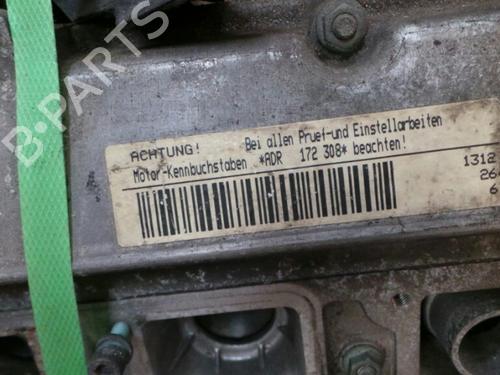 B-PARTS
ACHTUNG! Bei allen Pruef-und Einstellarbeiten
Motor-Kennbuchstaben *ADR 172 308* beachten!
1312
26
6